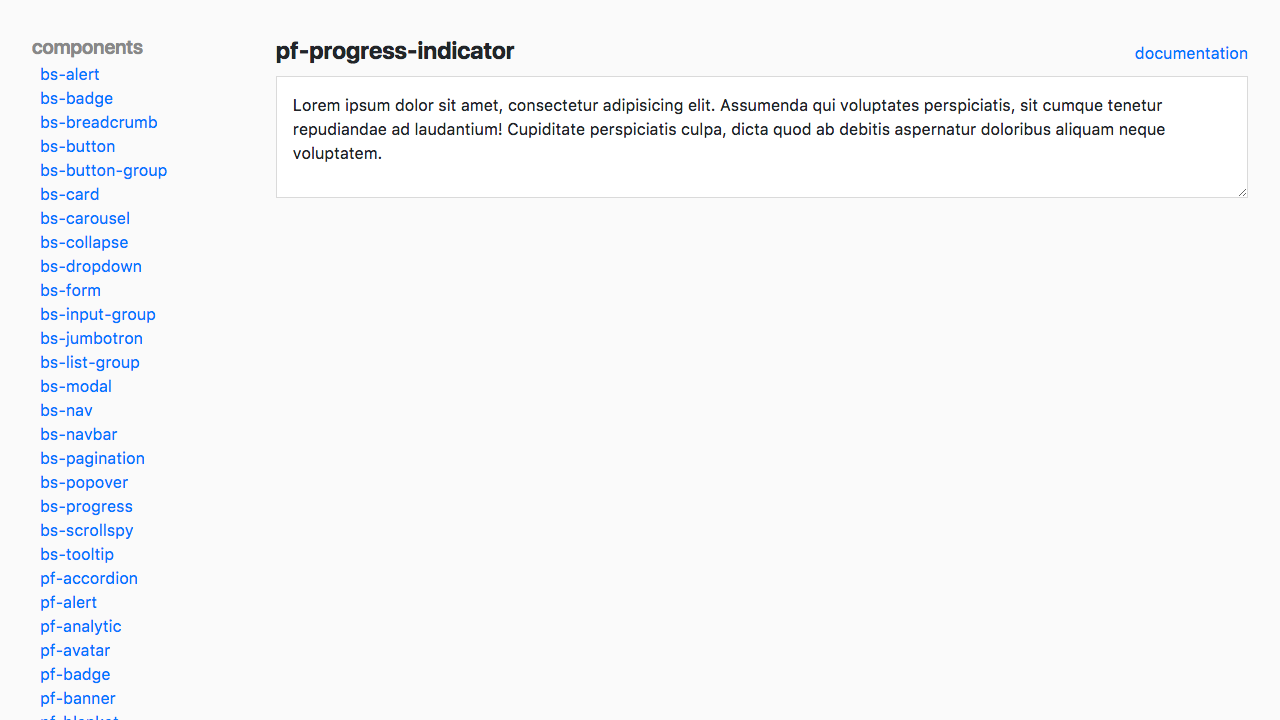 components
bs-alert
bs-badge
bs-breadcrumb
bs-button
bs-button-group
bs-card
bs-carousel
bs-collapse
bs-dropdown
bs-form
bs-input-group
bs-jumbotron
bs-list-group
bs-modal
bs-nav
bs-navbar
bs-pagination
bs-popover
bs-progress
bs-scrollspy
bs-tooltip
pf-accordion
pf-alert
pf-analytic
pf-avatar
pf-badge
pf-banner
pf-progress-indicator
documentation
Lorem ipsum dolor sit amet, consectetur adipisicing elit. Assumenda qui voluptates perspiciatis, sit cumque tenetur
repudiandae ad laudantium! Cupiditate perspiciatis culpa, dicta quod ab debitis aspernatur doloribus aliquam neque
voluptatem.